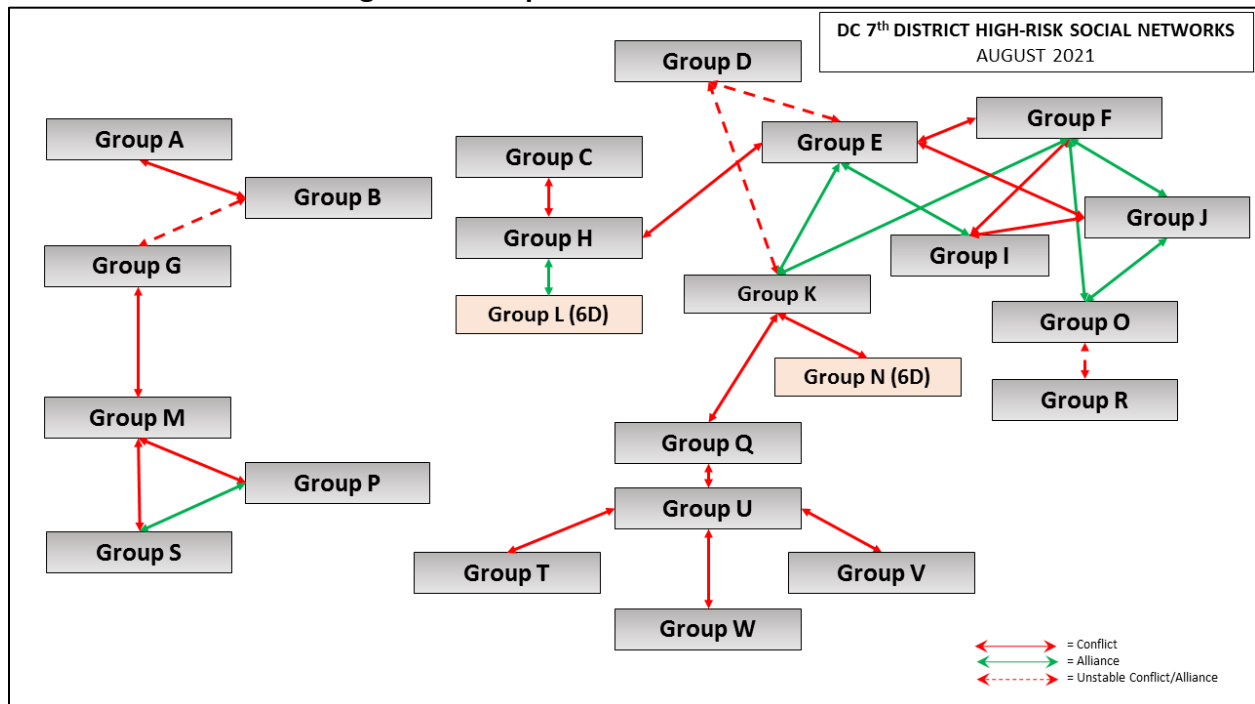 DC 7th DISTRICT HIGH-RISK SOCIAL NETWORKS
AUGUST 2021
Group D
Group F
Group A
Group E
Group C
Group B
Group J
Group H
Group I
Group G
Group K
Group L (6D)
Group O
Group N (6D)
Group R
Group M
Group Q
Group P
Group U
Group S
Group T
Group V
Group W
= Conflict
= Alliance
= Unstable Conflict/Alliance